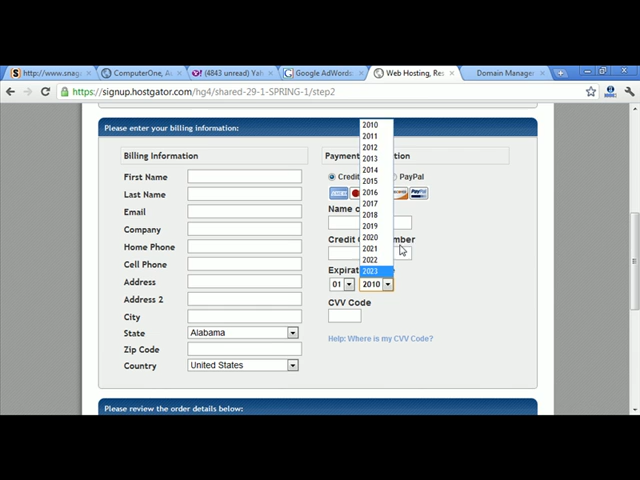 http://www.snag
ComputerOne, A
(4843 unread) Yah
Google AdWords
Web Hosting, Res
Domain Manager
https://signup.hostgator.com/hg4/shared-29-1-SPRING-1/step2
Please enter your billing information:
Billing Information
First Name
Last Name
Email
Company
Home Phone
Cell Phone
Address
Address 2
City
State Alabama
Zip Code
Country United States
Payment
Credit
PayPal
Name o
Credit C mber
Expirat
01
2010
2010
2011
2012
2013
2014
2015
2016
2017
2018
2019
2020
2021
2022
2023
CVV Code
Help: Where is my CVV Code?
Please review the order details below: